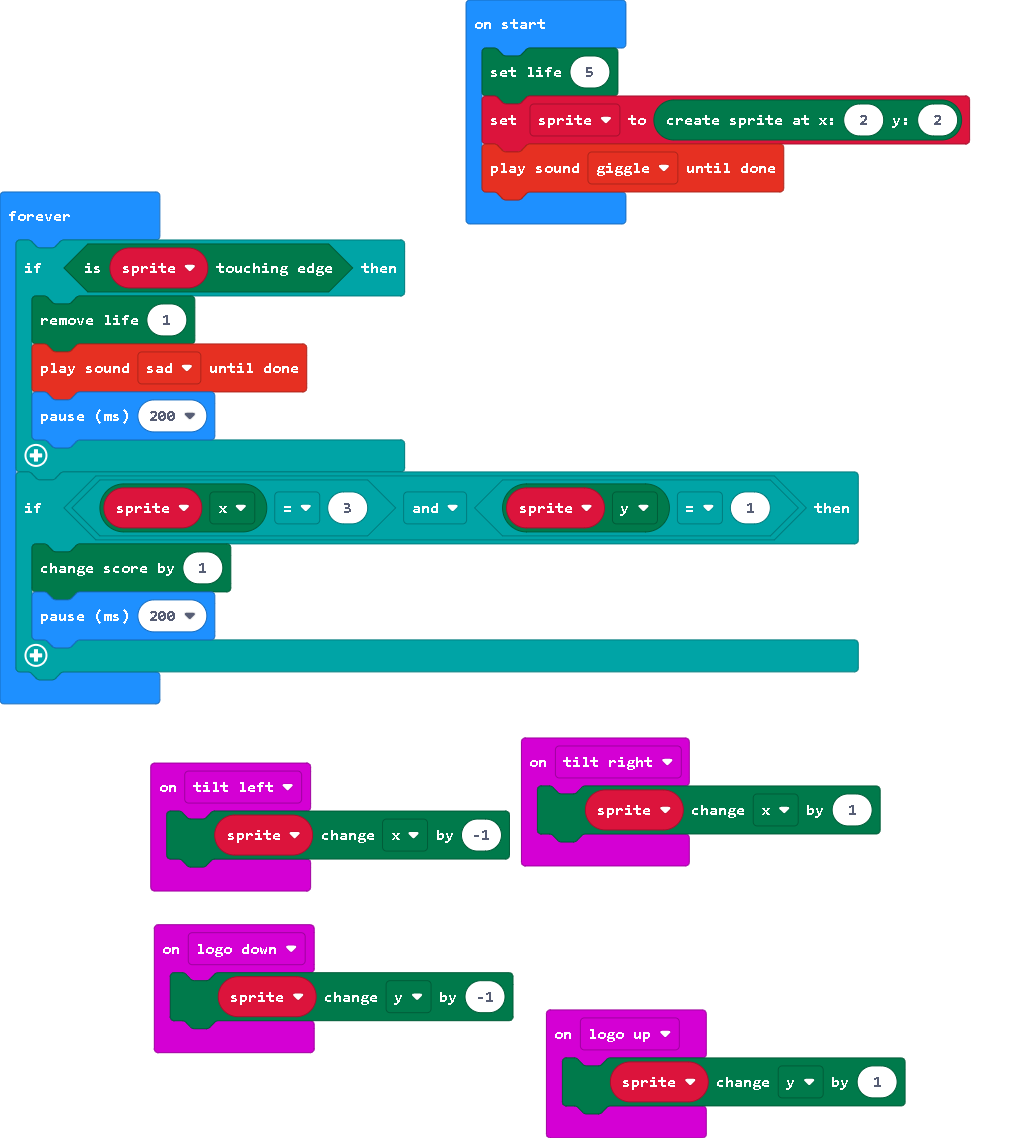 on start
set life 5
set sprite to create sprite at x: 2 y: 2
play sound giggle until done
forever
if is sprite touching edge then
remove life 1
play sound sad until done
pause (ms) 200
if sprite x = 3 and sprite y = 1 then
change score by 1
pause (ms) 200
on tilt left
sprite change x by -1
on tilt right
sprite change x by 1
on logo down
sprite change y by -1
on logo up
sprite change y by 1